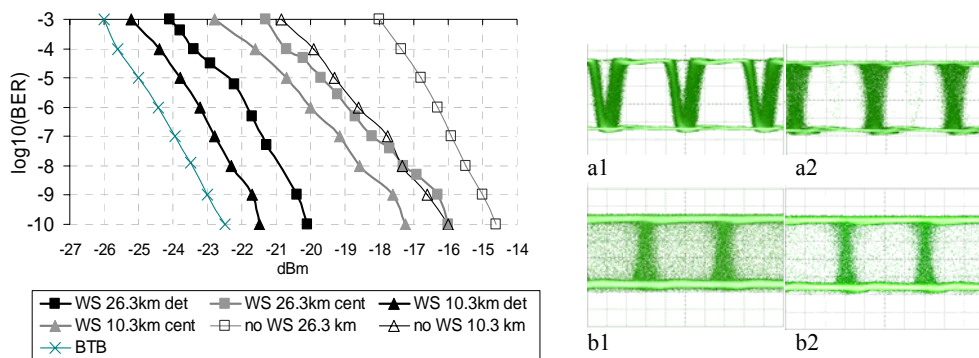 log10(BER)
-3
-4
-5
-6
-7
-8
-9
-10
-27 -26 -25 -24 -23 -22 -21 -20 -19 -18 -17 -16 -15 -14
dBm
WS 26.3km det WS 26.3km cent WS 10.3km det
WS 10.3km cent no WS 26.3 km no WS 10.3 km
BTB
a1 a2
b1 b2